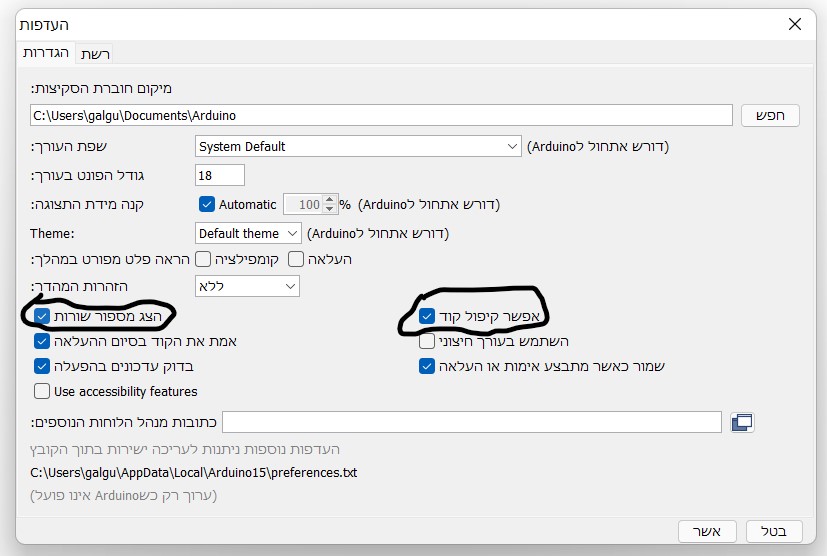 העדפות
הגדרות רשת
מיקום חוברת הסקיצות:
C:\Users\galgu\Documents\Arduino חפש
שפת העורך: System Default (דורש אתחול לArduino)
גודל הפונט בעורך: 18
קנה מידת התצוגה: Automatic 100 % (דורש אתחול לArduino)
Theme: Default theme (דורש אתחול לArduino)
הראה פלט מפורט במהלך: קומפילציה העלאה
הזהרות המהדר: ללא
הצג מספור שורות אפשר קיפול קוד
אמת את הקוד בסיום ההעלאה השתמש בעורך חיצוני
בדוק עדכונים בהפעלה שמור כאשר מתבצע אימות או העלאה
Use accessibility features
כתובות מנהל הלוחות הנוספים:
העדפות נוספות ניתנות לעריכה ישירות בתוך הקובץ
C:\Users\galgu\AppData\Local\Arduino15\preferences.txt
(ערוך רק כשArduino אינו פועל)
אשר בטל